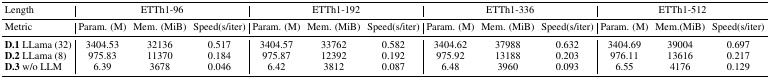 Length ETTh1-96 ETTh1-192 ETTh1-336 ETTh1-512
Metric Param. (M) Mem. (MiB) Speed(s/iter) Param. (M) Mem. (MiB) Speed(s/iter) Param. (M) Mem. (MiB) Speed(s/iter) Param. (M) Mem.(MiB) Speed(s/iter)
D.1 LLama (32) 3404.53 32136 0.517 3404.57 33762 0.582 3404.62 37988 0.632 3404.69 39004 0.697
D.2 LLama (8) 975.83 11370 0.184 975.87 12392 0.192 975.92 13188 0.203 976.11 13616 0.217
D.3 w/o LLM 6.39 3678 0.046 6.42 3812 0.087 6.48 3960 0.093 6.55 4176 0.129